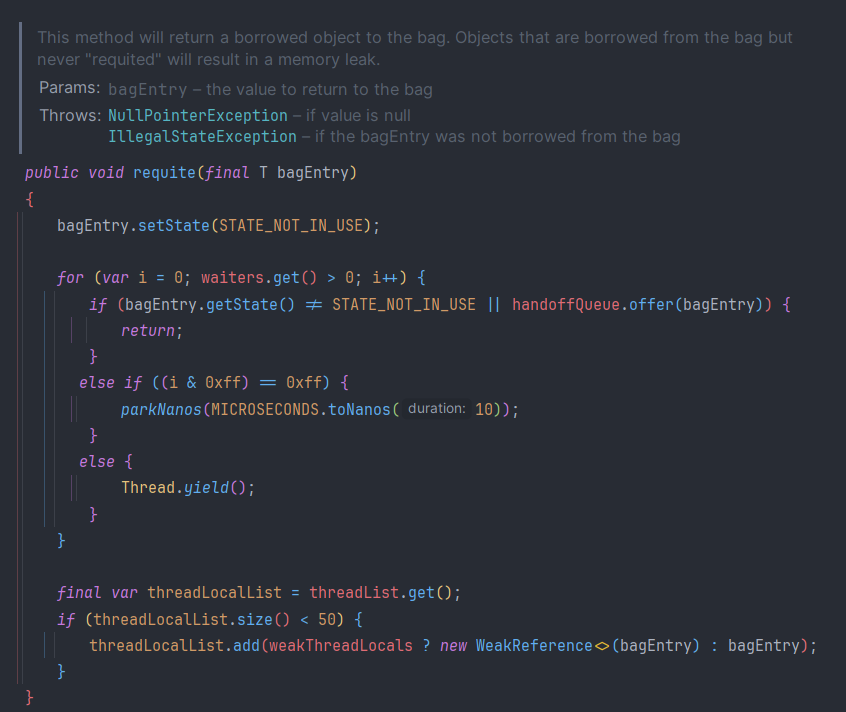 This method will return a borrowed object to the bag. Objects that are borrowed from the bag but
never "requited" will result in a memory leak.
Params: bagEntry – the value to return to the bag
Throws: NullPointerException – if value is null
IllegalStateException – if the bagEntry was not borrowed from the bag
public void requite(final T bagEntry)
{
bagEntry.setState(STATE_NOT_IN_USE);
for (var i = 0; waiters.get() > 0; i++) {
if (bagEntry.getState() != STATE_NOT_IN_USE || handoffQueue.offer(bagEntry)) {
return;
}
else if ((i & 0xff) == 0xff) {
parkNanos(MICROSECONDS.toNanos( duration: 10));
}
else {
Thread.yield();
}
}
final var threadLocalList = threadList.get();
if (threadLocalList.size() < 50) {
threadLocalList.add(weakThreadLocals ? new WeakReference<>(bagEntry) : bagEntry);
}
}